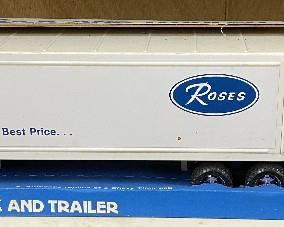 ROSES
Best Price...
K AND TRAILER